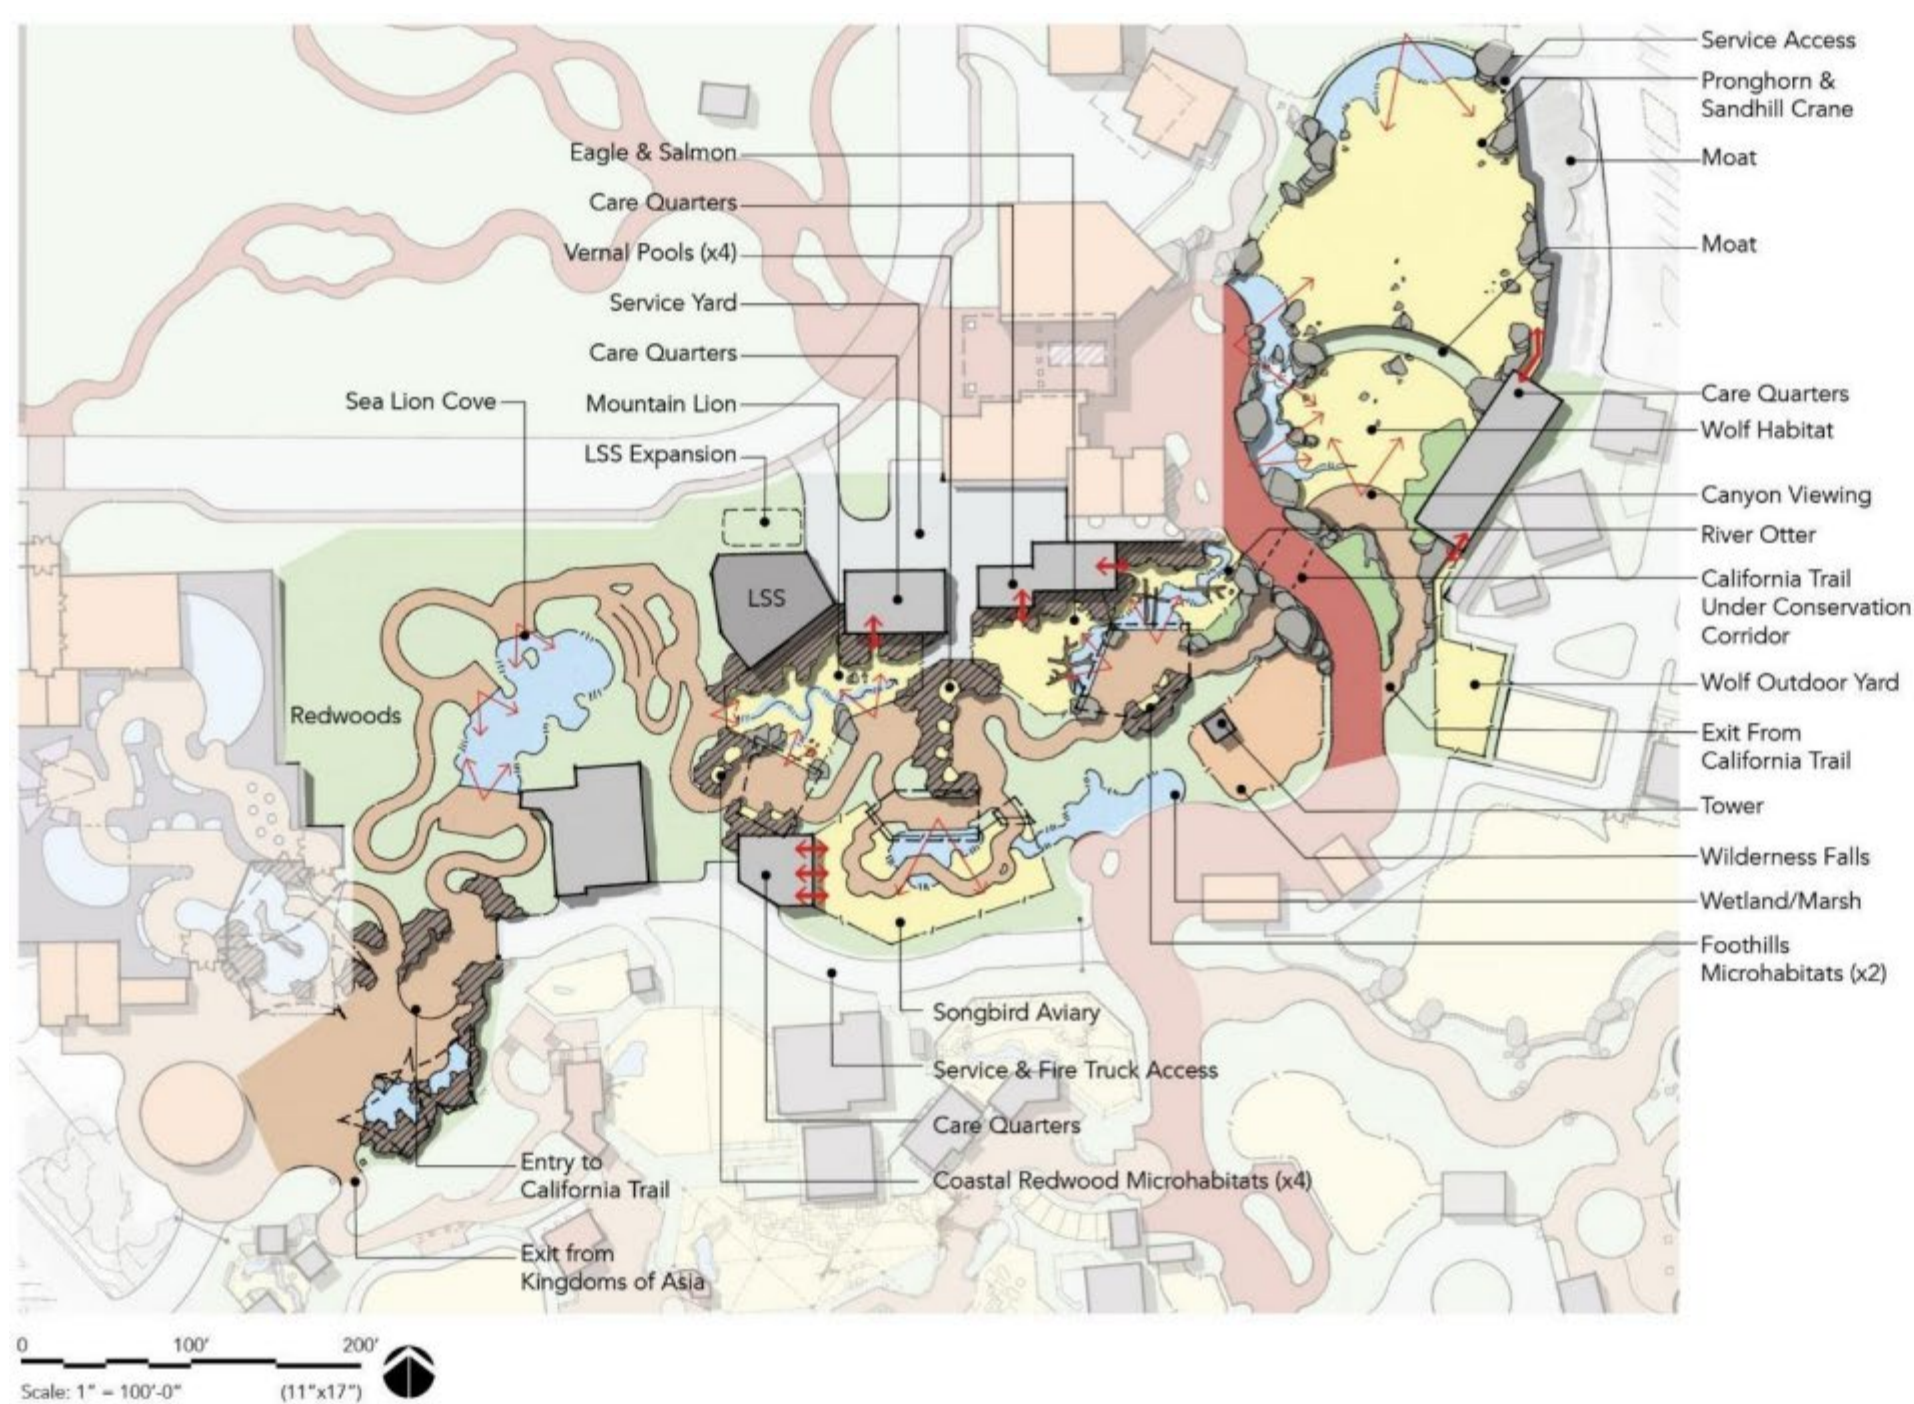 Service Access
Pronghorn &
Sandhill Crane
Moat
Moat
Eagle & Salmon
Care Quarters
Vernal Pools (x4)
Service Yard
Care Quarters
Mountain Lion
LSS Expansion
Sea Lion Cove
Care Quarters
Wolf Habitat
Canyon Viewing
River Otter
California Trail
Under Conservation
Corridor
Wolf Outdoor Yard
Exit From
California Trail
Tower
Wilderness Falls
Wetland/Marsh
Foothills
Microhabitats (x2)
LSS
Redwoods
Songbird Aviary
Service & Fire Truck Access
Care Quarters
Coastal Redwood Microhabitats (x4)
Entry to
California Trail
Exit from
Kingdoms of Asia
0 100' 200'
Scale: 1" = 100'-0" (11"x17")